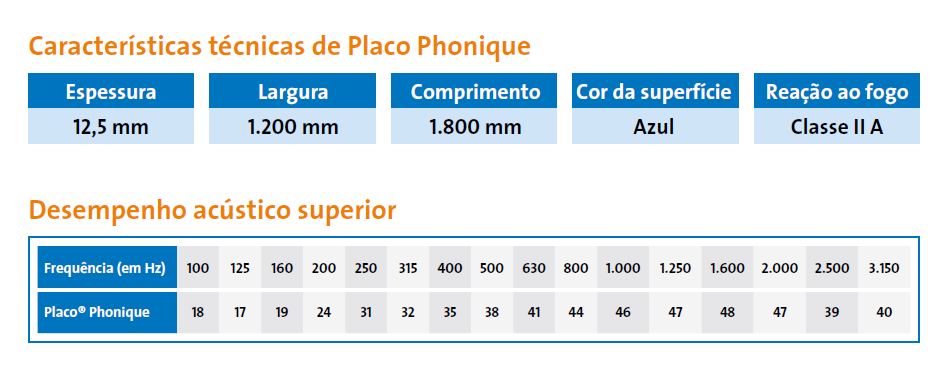 Características técnicas de Placo Phonique
Espessura Largura Comprimento Cor da superfície Reação ao fogo
12,5 mm 1.200 mm 1.800 mm Azul Classe II A
Desempenho acústico superior
Frequência (em Hz) 100 125 160 200 250 315 400 500 630 800 1.000 1.250 1.600 2.000 2.500 3.150
Placo® Phonique 18 17 19 24 31 32 35 38 41 44 46 47 48 47 39 40